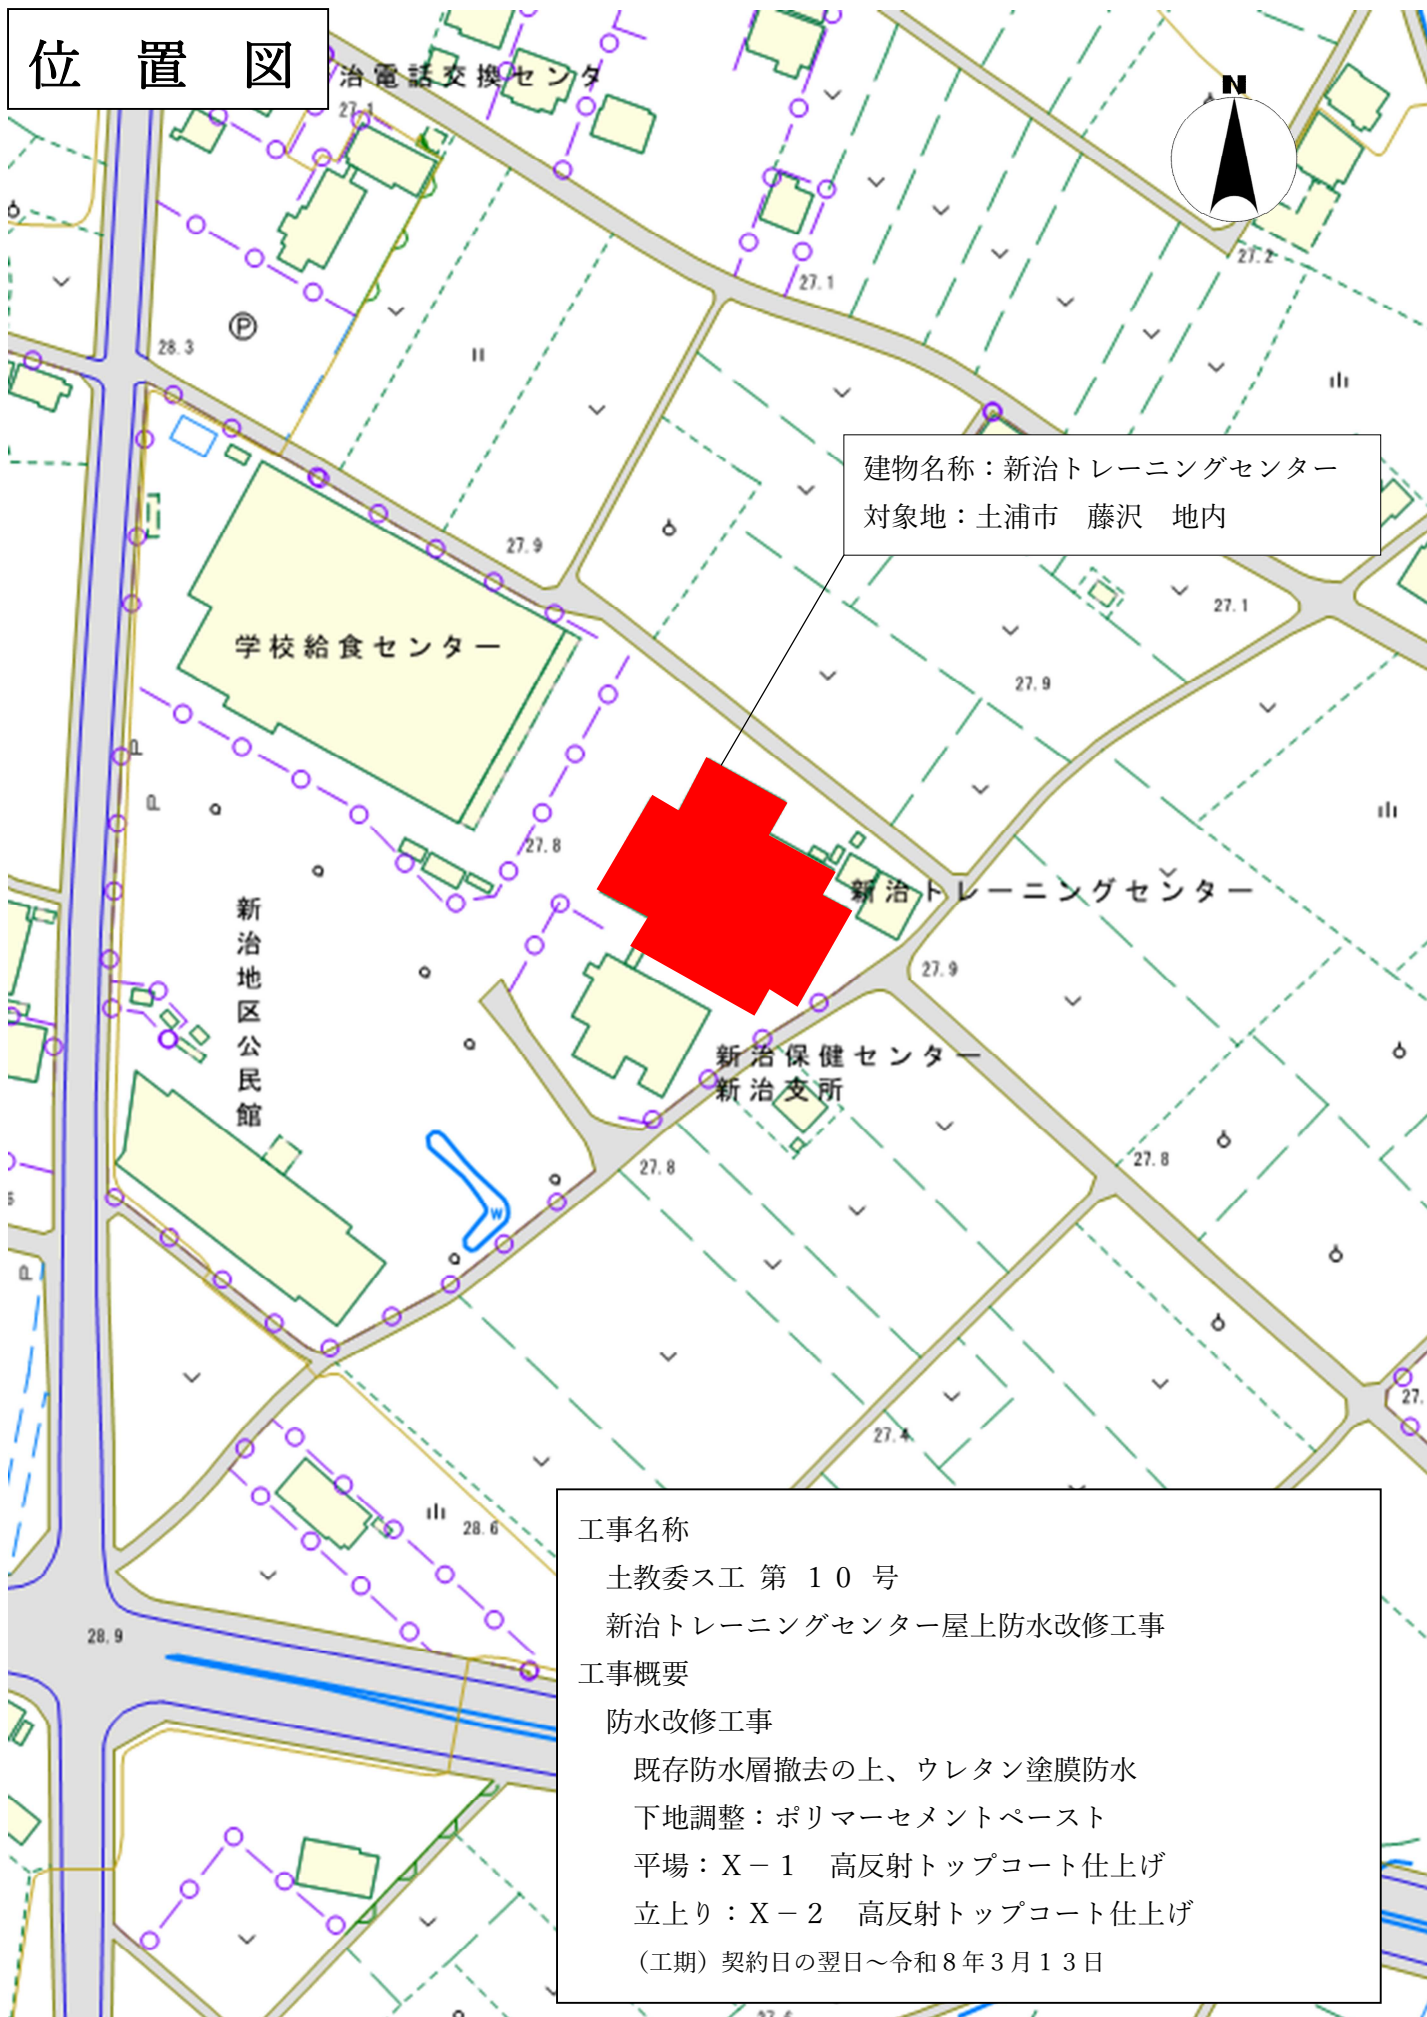 位　置　図
治電話交換センタ
27.1
N
27.2
27.1
28.3
P
建物名称：新治トレーニングセンター
対象地：土浦市　藤沢　地内
27.9
27.1
学校給食センター
27.9
P
P
27.8
新治トレーニングセンター
新治地区公民館
27.9
新治保健センター
新治支所
27.8
27.8
W
P
27.
27.4
28.6
28.9
工事名称
土教委ス工 第 １０ 号
新治トレーニングセンター屋上防水改修工事
工事概要
防水改修工事
既存防水層撤去の上、ウレタン塗膜防水
下地調整：ポリマーセメントペースト
平場：Ｘ－１　高反射トップコート仕上げ
立上り：Ｘ－２　高反射トップコート仕上げ
（工期）契約日の翌日～令和８年３月１３日